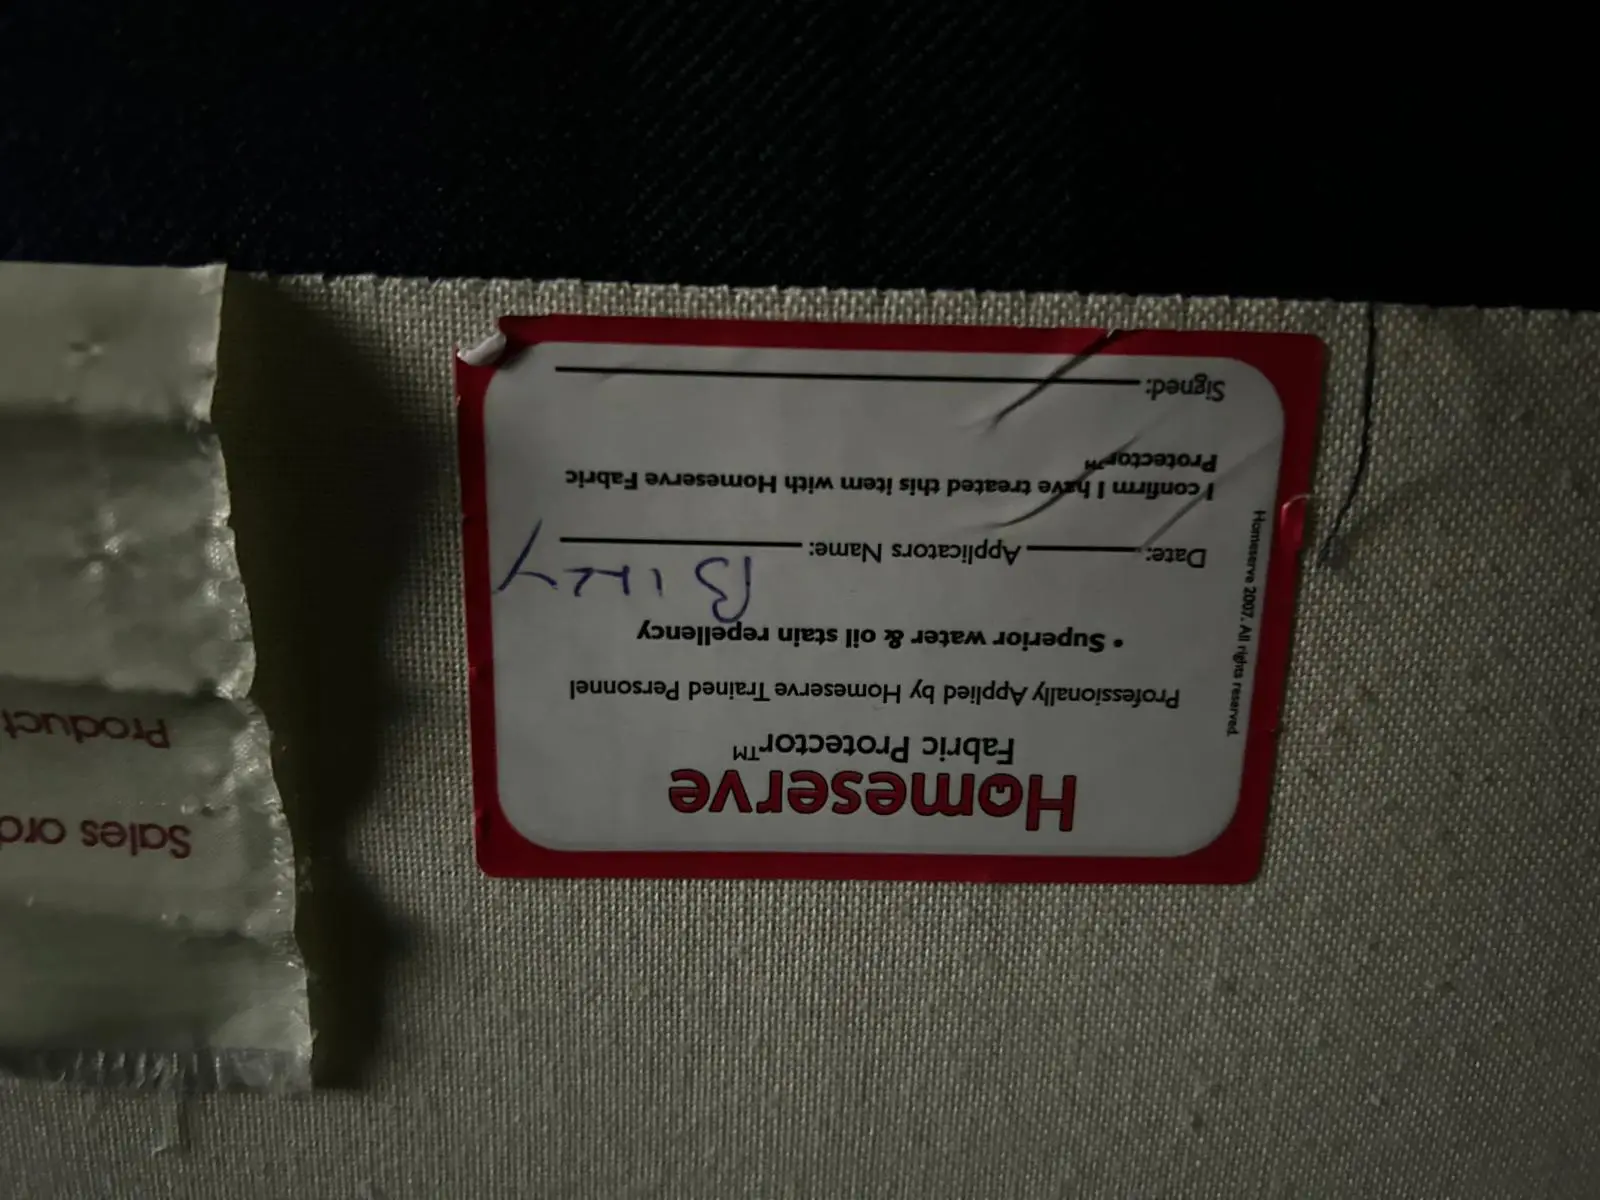 Homeserve
Fabric Protector™
Professionally Applied by Homeserve Trained Personnel
• Superior water & oil stain repellency
Date: Applicators Name:
I confirm I have treated this item with Homeserve Fabric
Protector™
Signed:
Homeserve 2007. All rights reserved.
Sales ord
Product